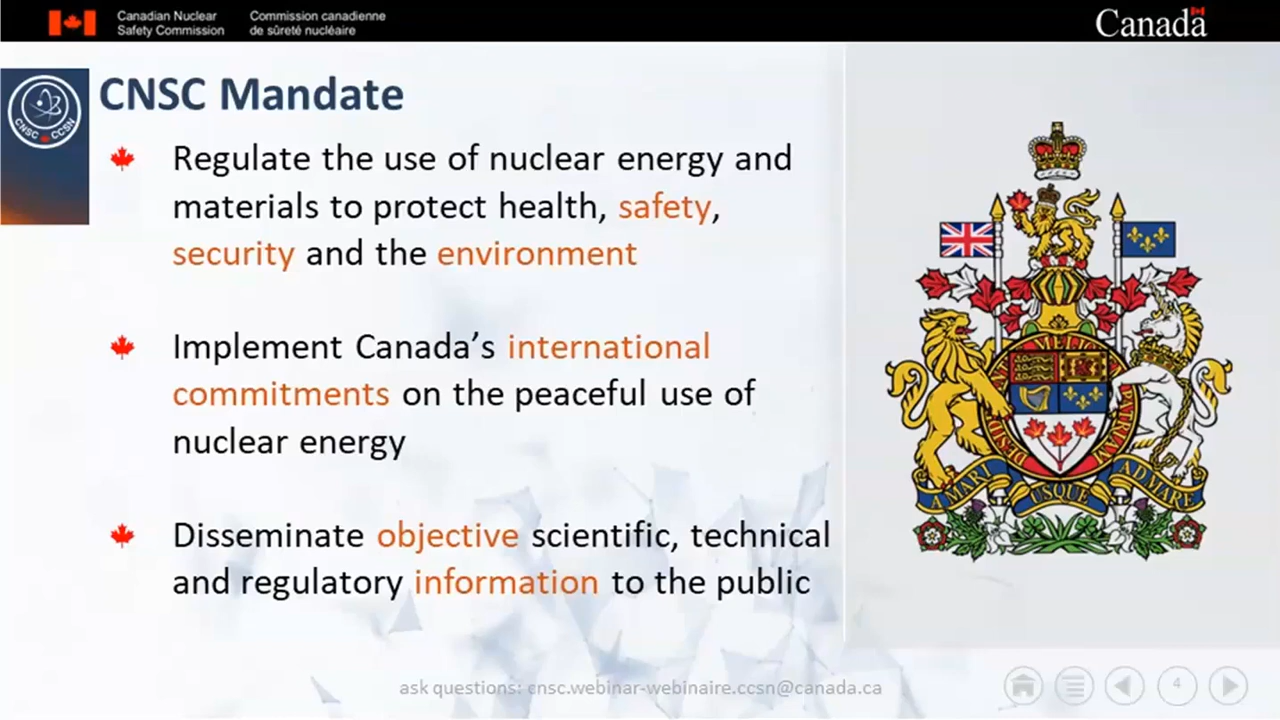 Canadian Nuclear
Safety Commission
Commission canadienne
de sûreté nucléaire
Canada
CNSC CCSN
CNSC Mandate
Regulate the use of nuclear energy and
materials to protect health, safety,
security and the environment
Implement Canada’s international
commitments on the peaceful use of
nuclear energy
Disseminate objective scientific, technical
and regulatory information to the public
PATRIAM
A MARI
USQUE
AD MARE
ask questions: cnsc.webinar-webinaire.ccsn@canada.ca
4